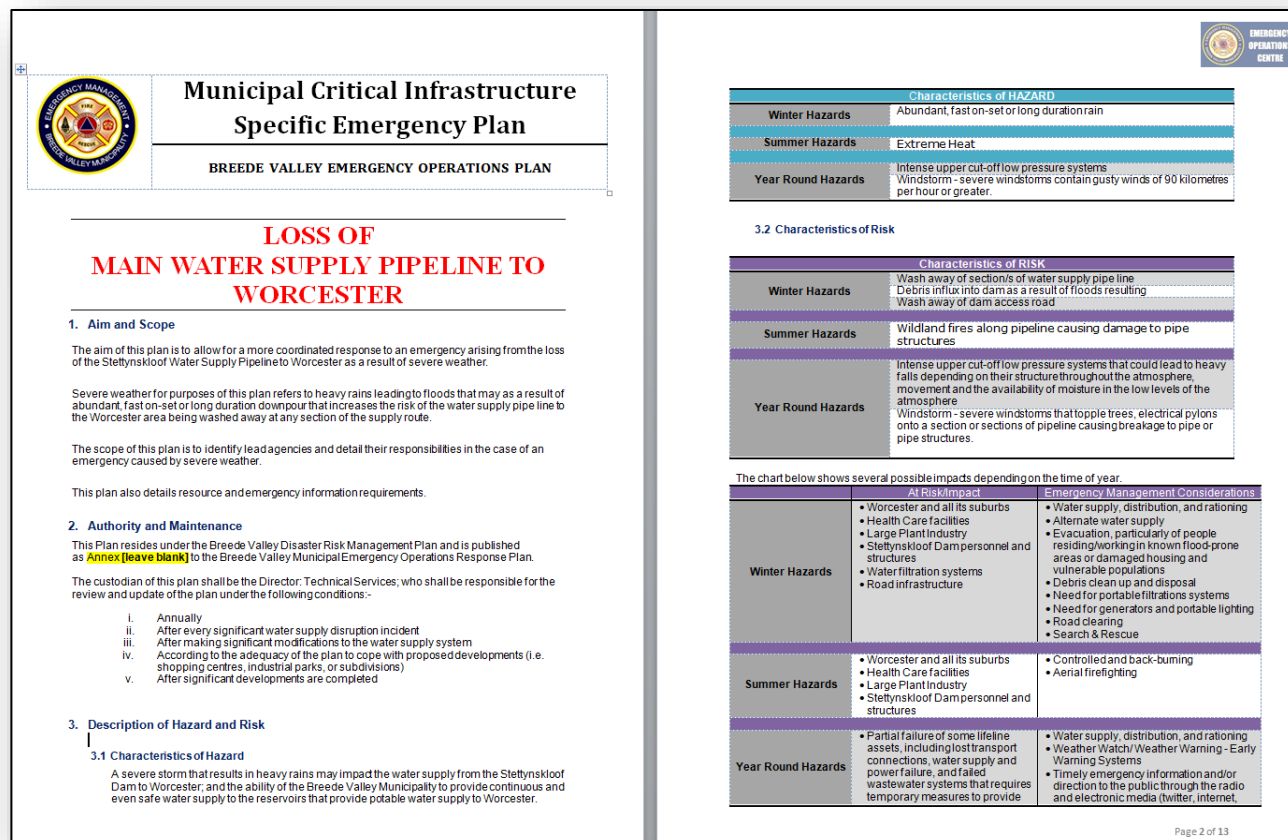 EMERGENCY MANAGEMENT
FIRE
RESCUE
BREEDE VALLEY MUNICIPALITY
Municipal Critical Infrastructure
Specific Emergency Plan
BREEDE VALLEY EMERGENCY OPERATIONS PLAN
LOSS OF
MAIN WATER SUPPLY PIPELINE TO
WORCESTER
1. Aim and Scope
The aim of this plan is to allow for a more coordinated response to an emergency arising from the loss
of the Stettynskloof Water Supply Pipeline to Worcester as a result of severe weather.
Severe weather for purposes of this plan refers to heavy rains leading to floods that may as a result of
abundant, fast on-set or long duration downpour that increases the risk of the water supply pipe line to
the Worcester area being washed away at any section of the supply route.
The scope of this plan is to identify lead agencies and detail their responsibilities in the case of an
emergency caused by severe weather.
This plan also details resource and emergency information requirements.
2. Authority and Maintenance
This Plan resides under the Breede Valley Disaster Risk Management Plan and is published
as Annex [leave blank] to the Breede Valley Municipal Emergency Operations Response Plan.
The custodian of this plan shall be the Director: Technical Services; who shall be responsible for the
review and update of the plan under the following conditions:-
i. Annually
ii. After every significant water supply disruption incident
iii. After making significant modifications to the water supply system
iv. According to the adequacy of the plan to cope with proposed developments (i.e.
shopping centres, industrial parks, or subdivisions)
v. After significant developments are completed
3. Description of Hazard and Risk
3.1 Characteristics of Hazard
A severe storm that results in heavy rains may impact the water supply from the Stettynskloof
Dam to Worcester; and the ability of the Breede Valley Municipality to provide continuous and
even safe water supply to the reservoirs that provide potable water supply to Worcester.
EMERGENCY
OPERATION
CENTRE
Characteristics of HAZARD
Winter Hazards
Abundant, fast on-set or long duration rain
Summer Hazards
Extreme Heat
Year Round Hazards
Intense upper cut-off low pressure systems
Windstorm - severe windstorms contain gusty winds of 90 kilometres
per hour or greater.
3.2 Characteristics of Risk
Characteristics of RISK
Winter Hazards
Wash away of section/s of water supply pipe line
Debris influx into dam as a result of floods resulting
Wash away of dam access road
Summer Hazards
Wildland fires along pipeline causing damage to pipe
structures
Year Round Hazards
Intense upper cut-off low pressure systems that could lead to heavy
falls depending on their structure throughout the atmosphere,
movement and the availability of moisture in the low levels of the
atmosphere
Windstorm - severe windstorms that topple trees, electrical pylons
onto a section or sections of pipeline causing breakage to pipe or
pipe structures.
The chart below shows several possible impacts depending on the time of year.
At Risk/Impact
Emergency Management Considerations
Winter Hazards
• Worcester and all its suburbs
• Health Care facilities
• Large Plant Industry
• Stettynskloof Dam personnel and
structures
• Water filtration systems
• Road infrastructure
• Water supply, distribution, and rationing
• Alternate water supply
• Evacuation, particularly of people
residing/working in known flood-prone
areas or damaged housing and
vulnerable populations
• Debris clean up and disposal
• Need for portable filtrations systems
• Need for generators and portable lighting
• Road clearing
• Search & Rescue
Summer Hazards
• Worcester and all its suburbs
• Health Care facilities
• Large Plant Industry
• Stettynskloof Dam personnel and
structures
• Controlled and back-burning
• Aerial firefighting
Year Round Hazards
• Partial failure of some lifeline
assets, including lost transport
connections, water supply and
power failure, and failed
wastewater systems that requires
temporary measures to provide
• Water supply, distribution, and rationing
• Weather Watch/ Weather Warning - Early
Warning Systems
• Timely emergency information and/or
direction to the public through the radio
and electronic media (twitter, internet,
Page 2 of 13